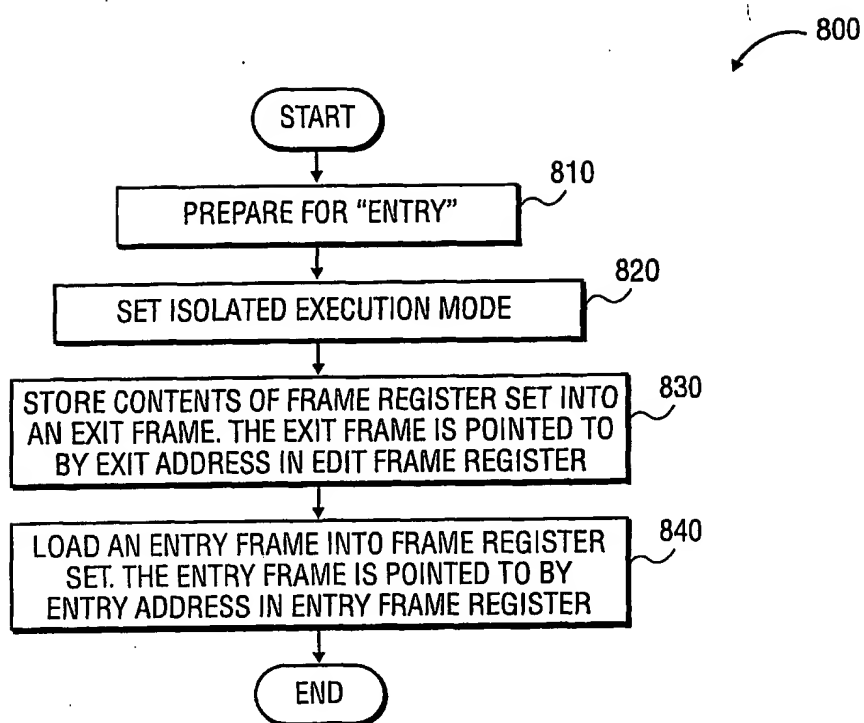 800
START
810
PREPARE FOR “ENTRY”
820
SET ISOLATED EXECUTION MODE
830
STORE CONTENTS OF FRAME REGISTER SET INTO
AN EXIT FRAME. THE EXIT FRAME IS POINTED TO
BY EXIT ADDRESS IN EDIT FRAME REGISTER
840
LOAD AN ENTRY FRAME INTO FRAME REGISTER
SET. THE ENTRY FRAME IS POINTED TO BY
ENTRY ADDRESS IN ENTRY FRAME REGISTER
END